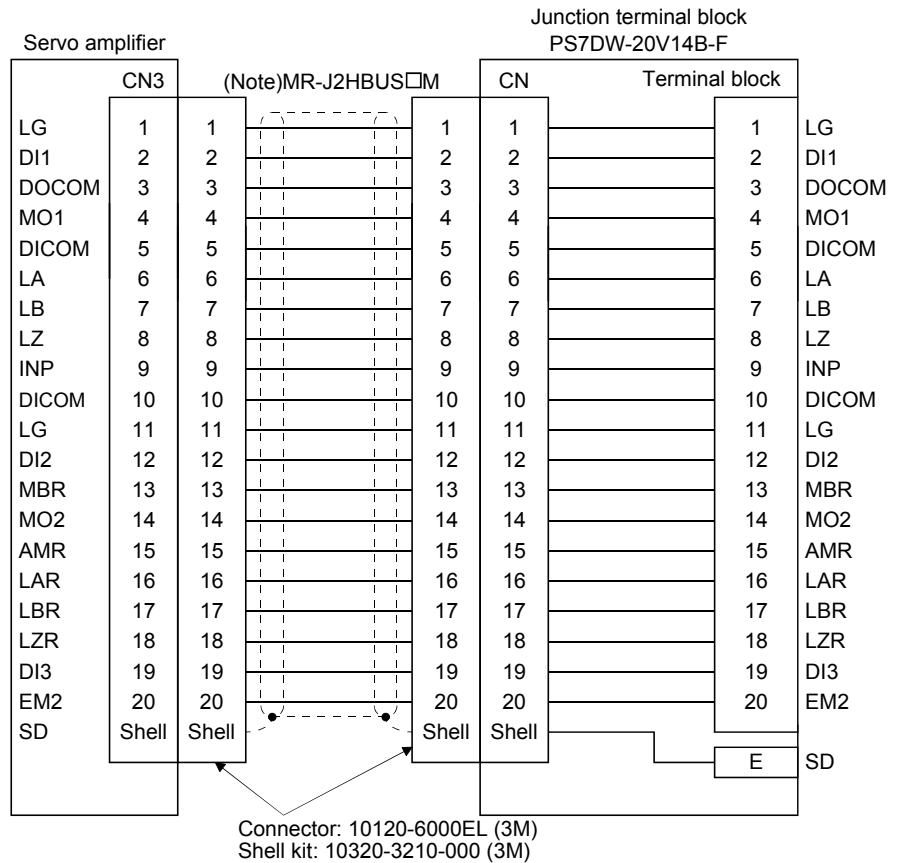 Junction terminal block
Servo amplifier PS7DW-20V14B-F
CN3 (Note)MR-J2HBUS□M CN Terminal block
LG 1 1 1 1 1 LG
DI1 2 2 2 2 2 DI1
DOCOM 3 3 3 3 3 DOCOM
MO1 4 4 4 4 4 MO1
DICOM 5 5 5 5 5 DICOM
LA 6 6 6 6 6 LA
LB 7 7 7 7 7 LB
LZ 8 8 8 8 8 LZ
INP 9 9 9 9 9 INP
DICOM 10 10 10 10 10 DICOM
LG 11 11 11 11 11 LG
DI2 12 12 12 12 12 DI2
MBR 13 13 13 13 13 MBR
MO2 14 14 14 14 14 MO2
AMR 15 15 15 15 15 AMR
LAR 16 16 16 16 16 LAR
LBR 17 17 17 17 17 LBR
LZR 18 18 18 18 18 LZR
DI3 19 19 19 19 19 DI3
EM2 20 20 20 20 20 EM2
SD Shell Shell Shell Shell
E SD
Connector: 10120-6000EL (3M)
Shell kit: 10320-3210-000 (3M)